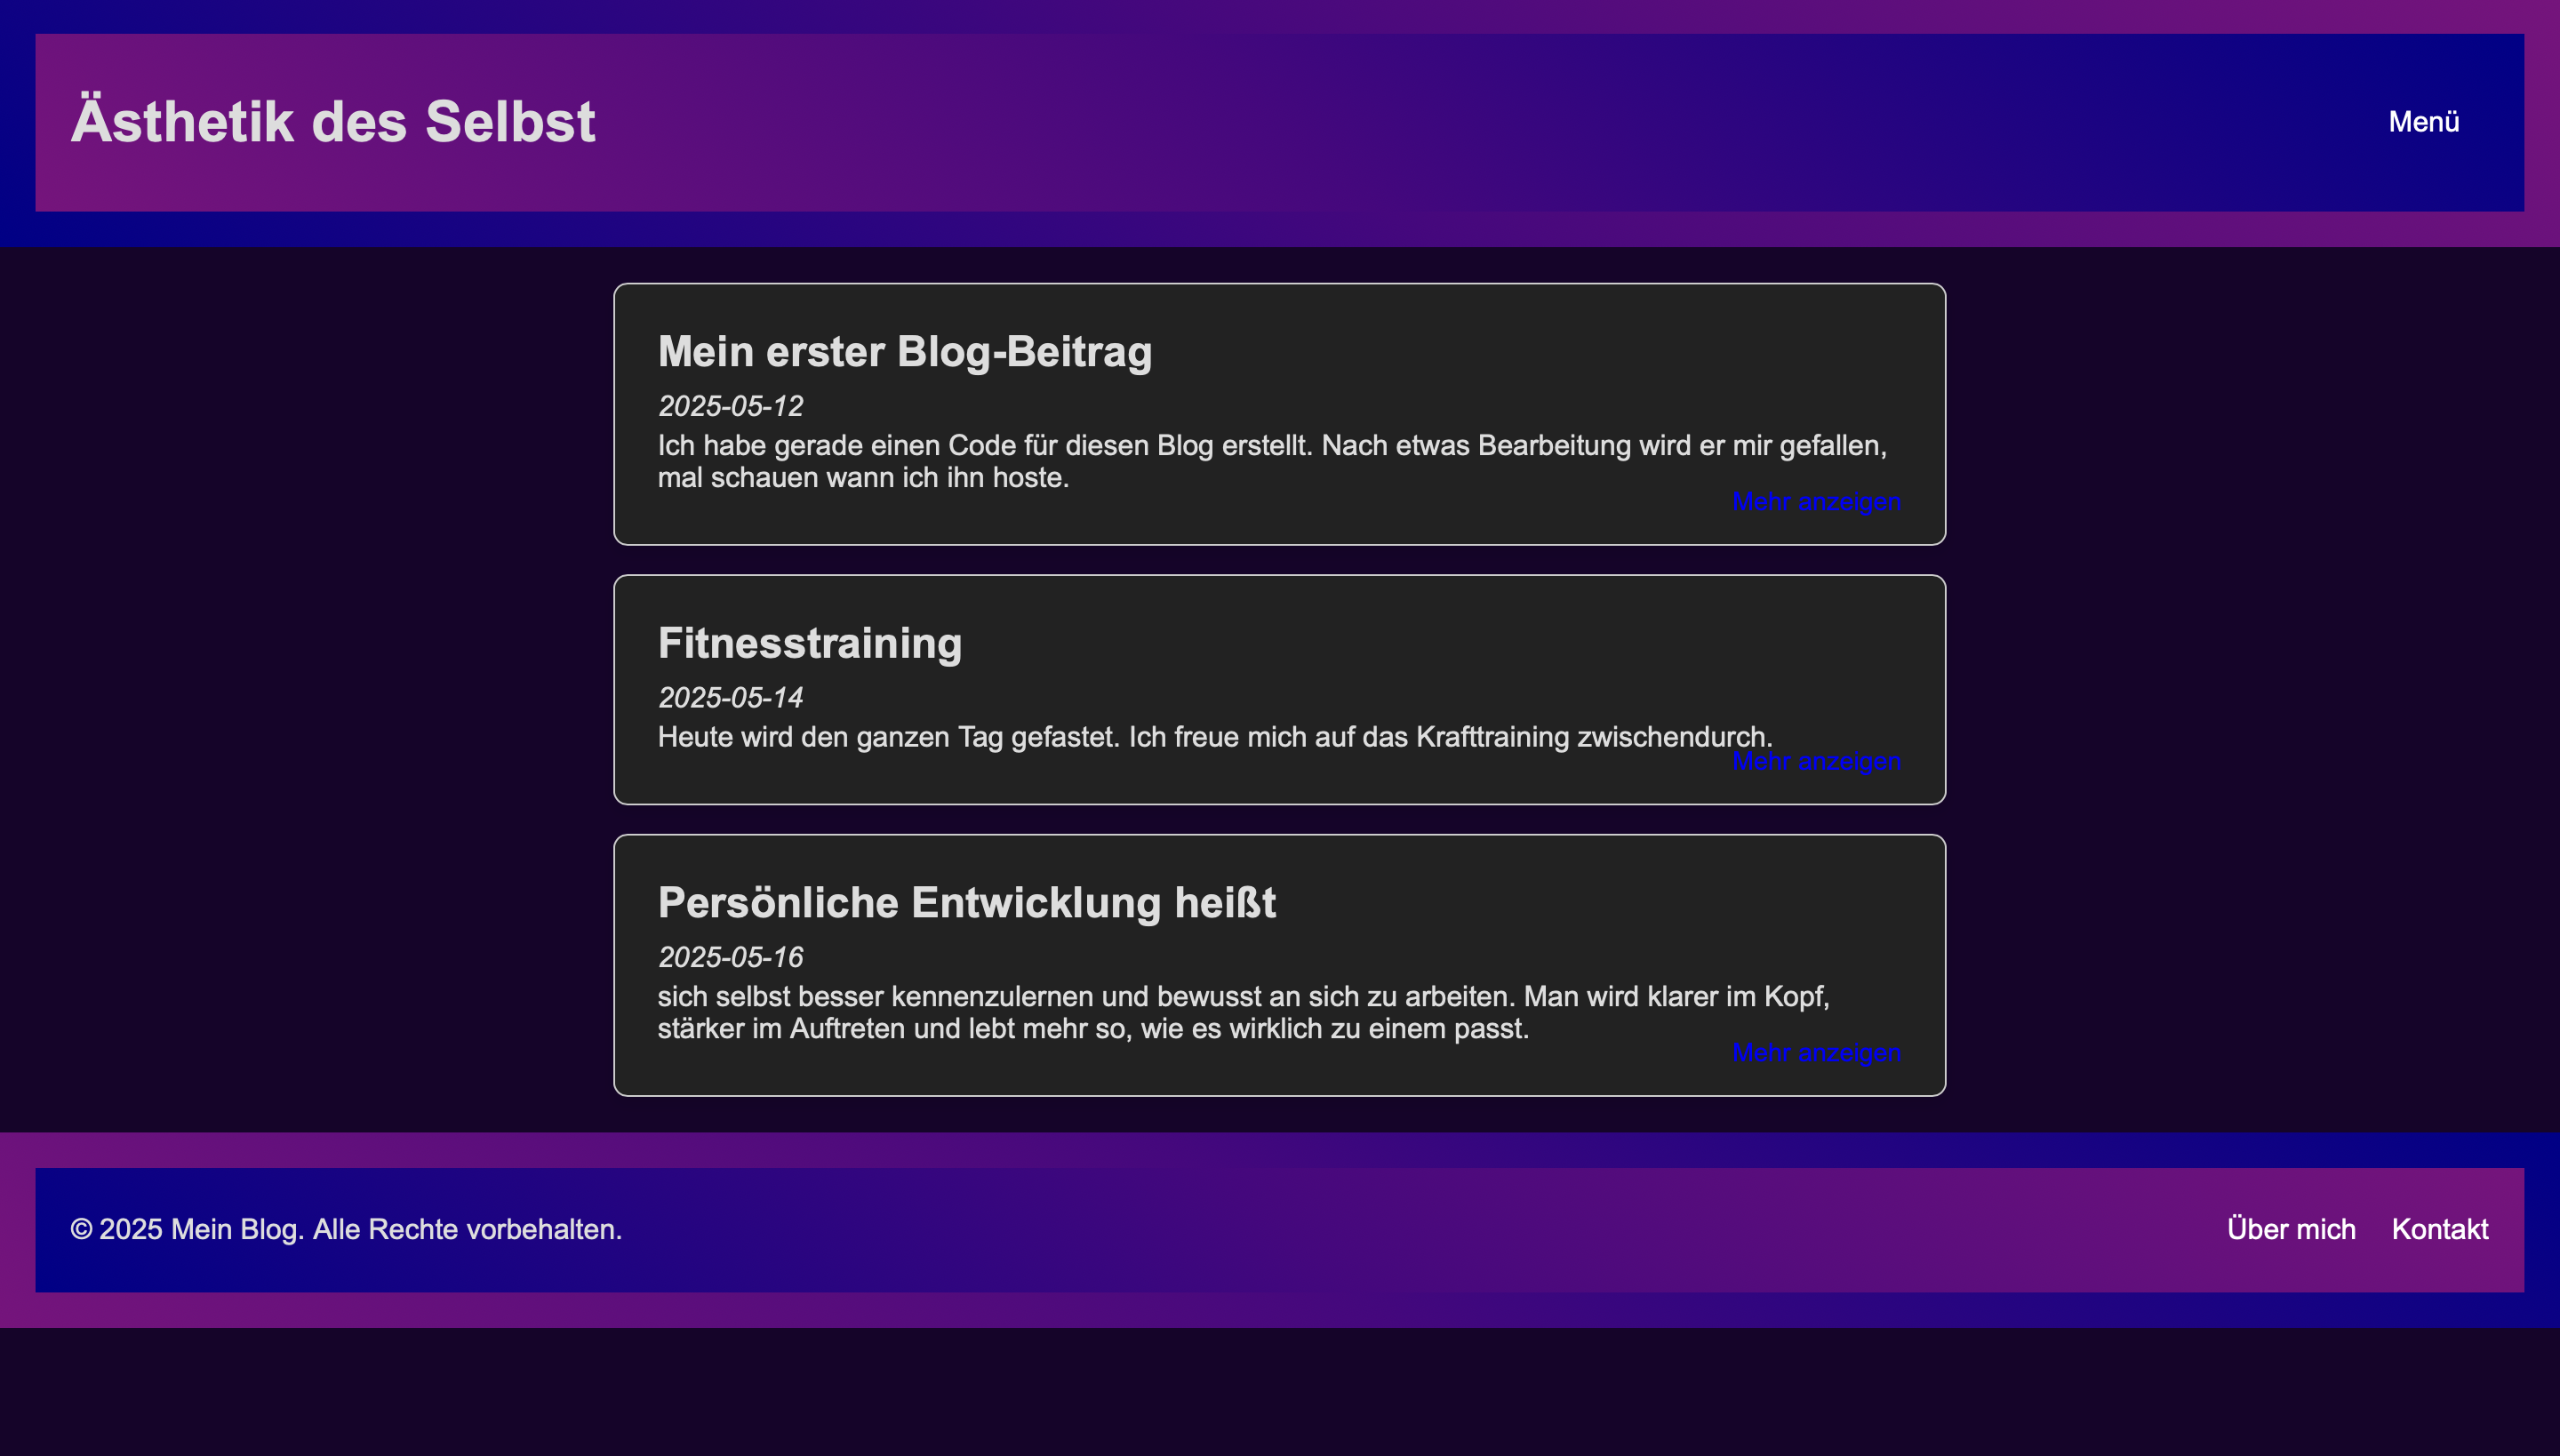 Ästhetik des Selbst
Menü
Mein erster Blog-Beitrag
2025-05-12
Ich habe gerade einen Code für diesen Blog erstellt. Nach etwas Bearbeitung wird er mir gefallen,
mal schauen wann ich ihn hoste.
Mehr anzeigen
Fitnesstraining
2025-05-14
Heute wird den ganzen Tag gefastet. Ich freue mich auf das Krafttraining zwischendurch.
Mehr anzeigen
Persönliche Entwicklung heißt
2025-05-16
sich selbst besser kennenzulernen und bewusst an sich zu arbeiten. Man wird klarer im Kopf,
stärker im Auftreten und lebt mehr so, wie es wirklich zu einem passt.
Mehr anzeigen
© 2025 Mein Blog. Alle Rechte vorbehalten.
Über mich Kontakt